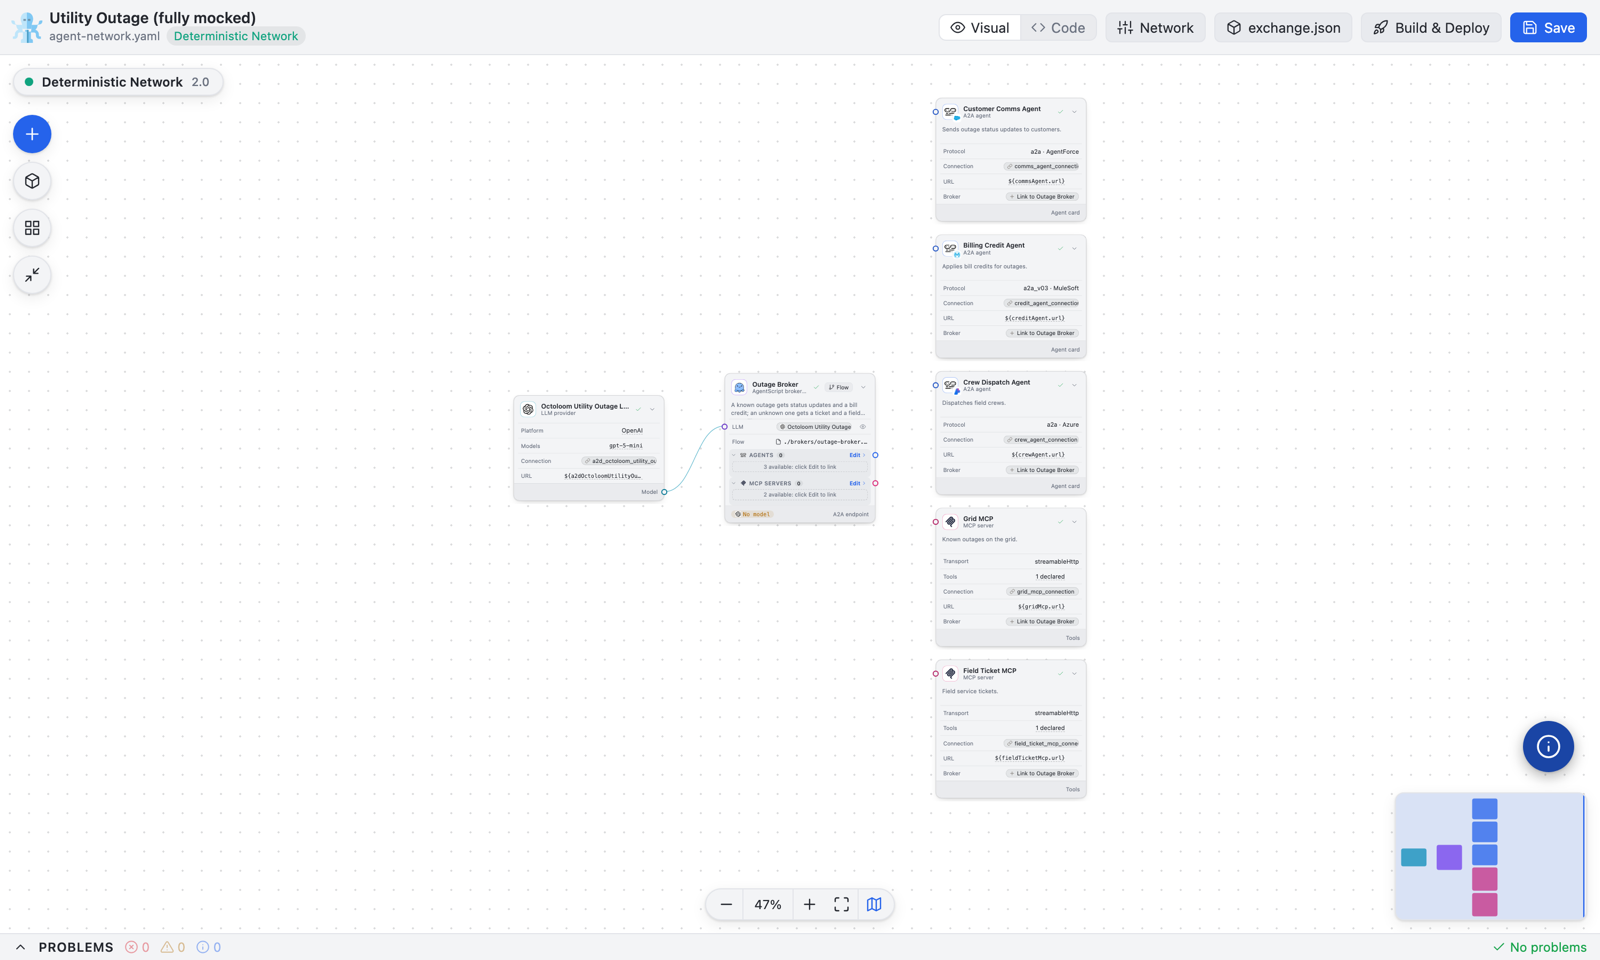 Utility Outage (fully mocked)
agent-network.yaml Deterministic Network
Visual Code Network exchange.json Build & Deploy Save
Deterministic Network 2.0
Customer Comms Agent
A2A agent
Sends outage status updates to customers.
Protocol a2a · AgentForce
Connection comms_agent_connecti
URL ${commsAgent.url}
Broker + Link to Outage Broker
Agent card
Billing Credit Agent
A2A agent
Applies bill credits for outages.
Protocol a2a_v03 · MuleSoft
Connection credit_agent_connectio
URL ${creditAgent.url}
Broker + Link to Outage Broker
Agent card
Octoloom Utility Outage L...
LLM provider
Platform OpenAI
Models gpt-5-mini
Connection a2d_octoloom_utility_ou
URL ${a2dOctoloomUtilityOu…
Model
Outage Broker
AgentScript broker... Flow
A known outage gets status updates and a bill
credit; an unknown one gets a ticket and a field...
LLM Octoloom Utility Outage
Flow ./brokers/outage-broker.…
AGENTS 0 Edit
3 available: click Edit to link
MCP SERVERS 0 Edit
2 available: click Edit to link
No model A2A endpoint
Crew Dispatch Agent
A2A agent
Dispatches field crews.
Protocol a2a · Azure
Connection crew_agent_connection
URL ${crewAgent.url}
Broker + Link to Outage Broker
Agent card
Grid MCP
MCP server
Known outages on the grid.
Transport streamableHttp
Tools 1 declared
Connection grid_mcp_connection
URL ${gridMcp.url}
Broker + Link to Outage Broker
Tools
Field Ticket MCP
MCP server
Field service tickets.
Transport streamableHttp
Tools 1 declared
Connection field_ticket_mcp_conne
URL ${fieldTicketMcp.url}
Broker + Link to Outage Broker
Tools
47%
PROBLEMS 0 0 0 No problems